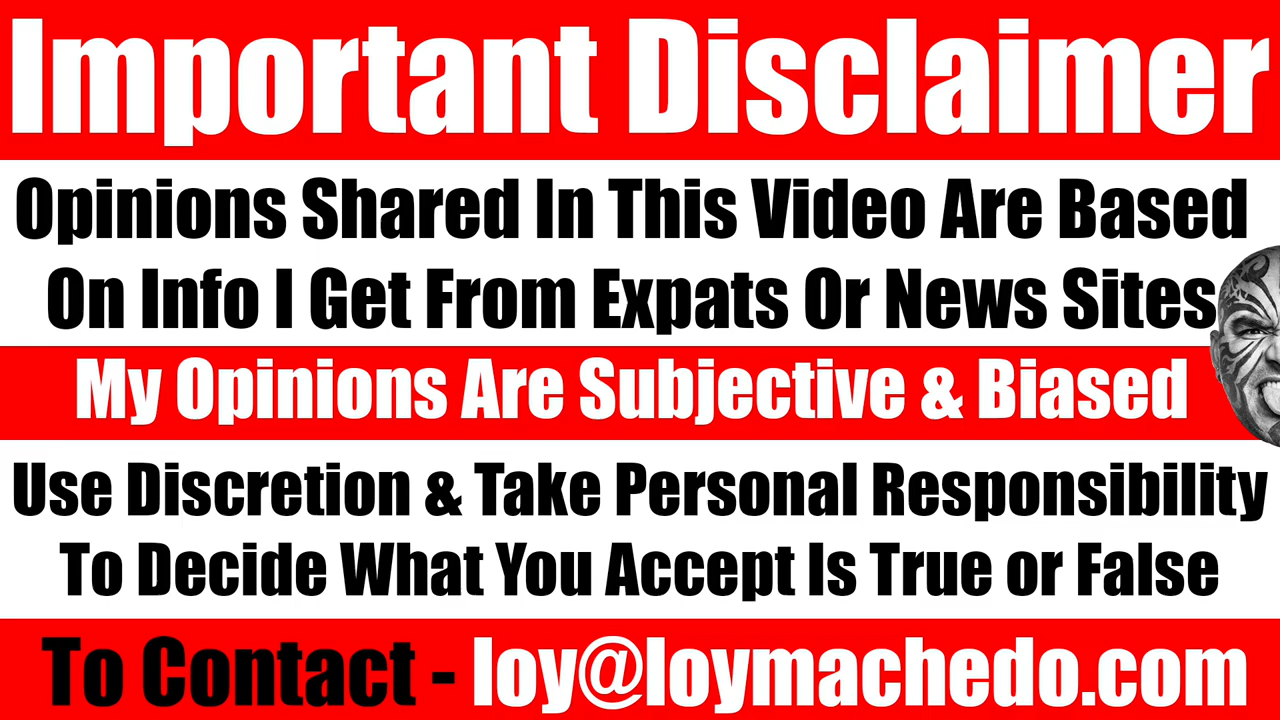 Important Disclaimer
Opinions Shared In This Video Are Based
On Info I Get From Expats Or News Sites
My Opinions Are Subjective & Biased
Use Discretion & Take Personal Responsibility
To Decide What You Accept Is True or False
To Contact - loy@loymachedo.com